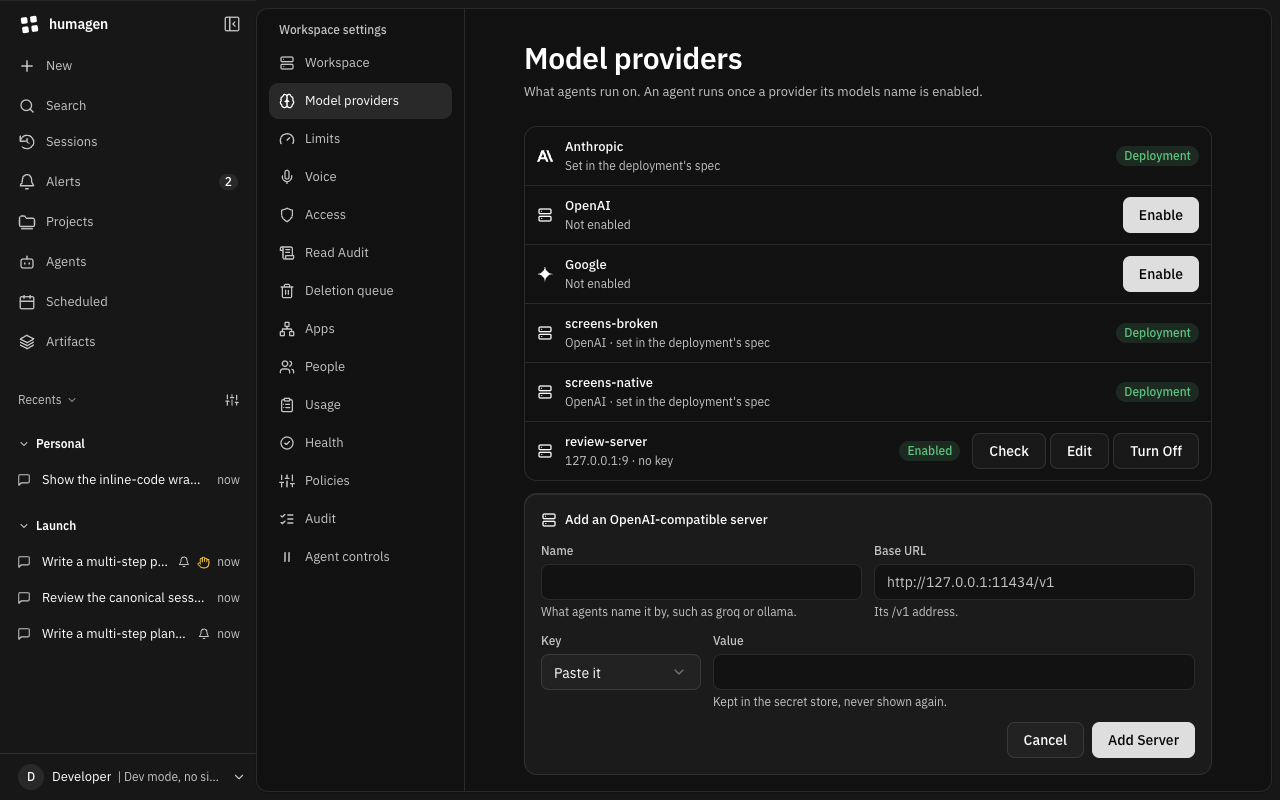 humagen
New
Search
Sessions
Alerts 2
Projects
Agents
Scheduled
Artifacts
Recents
Personal
Show the inline-code wra... now
Launch
Write a multi-step p... now
Review the canonical sess... now
Write a multi-step plan... now
D Developer | Dev mode, no si...
Workspace settings
Workspace
Model providers
Limits
Voice
Access
Read Audit
Deletion queue
Apps
People
Usage
Health
Policies
Audit
Agent controls
Model providers
What agents run on. An agent runs once a provider its models name is enabled.
Anthropic
Set in the deployment's spec
Deployment
OpenAI
Not enabled
Enable
Google
Not enabled
Enable
screens-broken
OpenAI · set in the deployment's spec
Deployment
screens-native
OpenAI · set in the deployment's spec
Deployment
review-server
127.0.0.1:9 · no key
Enabled Check Edit Turn Off
Add an OpenAI-compatible server
Name Base URL
http://127.0.0.1:11434/v1
What agents name it by, such as groq or ollama. Its /v1 address.
Key Value
Paste it
Kept in the secret store, never shown again.
Cancel Add Server